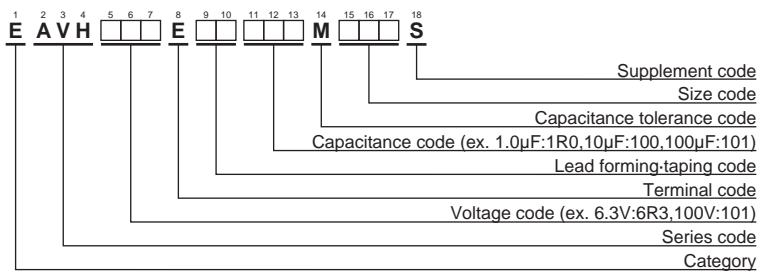 1 2 3 4 5 6 7 8 9 10 11 12 13 14 15 16 17 18
E A V H □□□ E □□ □□□ M □□□ S
Supplement code
Size code
Capacitance tolerance code
Capacitance code (ex. 1.0μF:1R0,10μF:100,100μF:101)
Lead forming·taping code
Terminal code
Voltage code (ex. 6.3V:6R3,100V:101)
Series code
Category